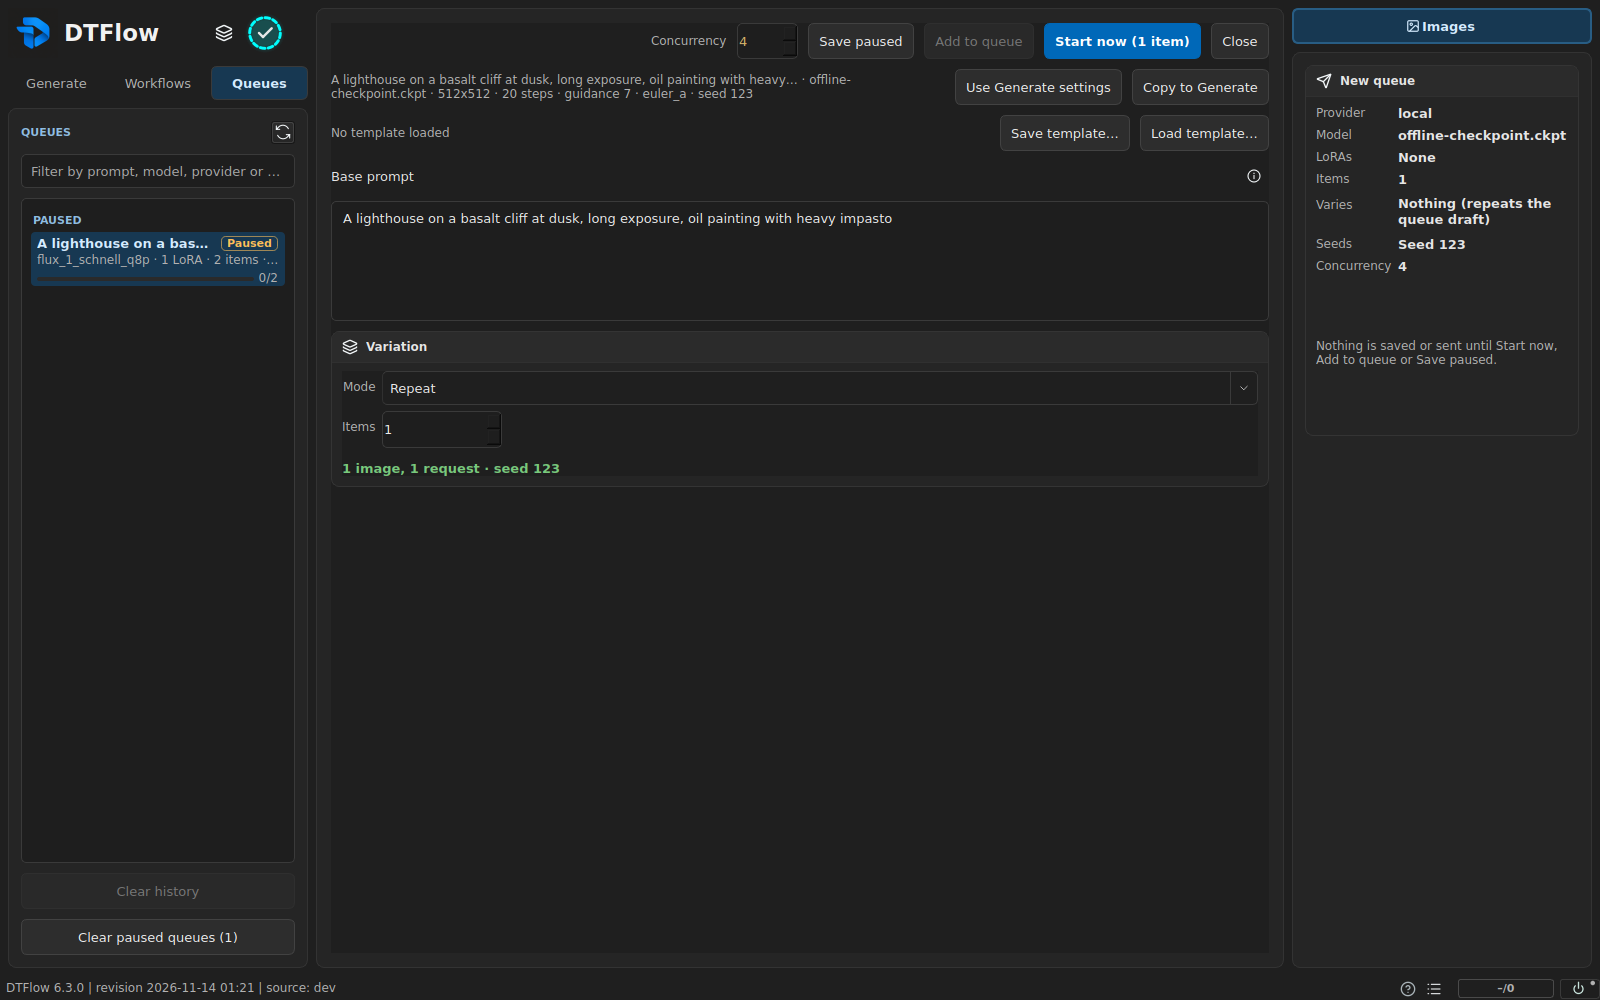 DTFlow
Generate
Workflows
Queues
QUEUES
Filter by prompt, model, provider or ...
PAUSED
A lighthouse on a bas...
Paused
flux_1_schnell_q8p · 1 LoRA · 2 items ·...
0/2
Clear history
Clear paused queues (1)
Concurrency
4
Save paused
Add to queue
Start now (1 item)
Close
A lighthouse on a basalt cliff at dusk, long exposure, oil painting with heavy... · offline-
checkpoint.ckpt · 512x512 · 20 steps · guidance 7 · euler_a · seed 123
Use Generate settings
Copy to Generate
No template loaded
Save template...
Load template...
Base prompt
A lighthouse on a basalt cliff at dusk, long exposure, oil painting with heavy impasto
Variation
Mode
Repeat
Items
1
1 image, 1 request · seed 123
Images
New queue
Provider local
Model offline-checkpoint.ckpt
LoRAs None
Items 1
Varies Nothing (repeats the
queue draft)
Seeds Seed 123
Concurrency 4
Nothing is saved or sent until Start now,
Add to queue or Save paused.
DTFlow 6.3.0 | revision 2026-11-14 01:21 | source: dev
–/0